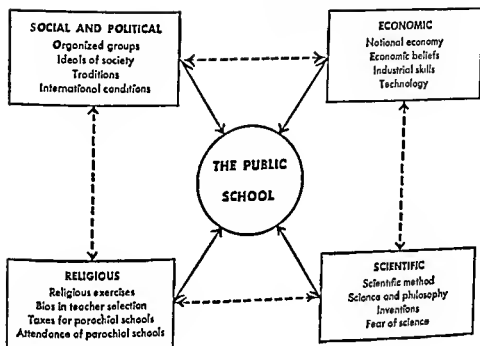 SOCIAL AND POLITICAL
Organized groups
Ideals of society
Traditions
International conditions
ECONOMIC
National economy
Economic beliefs
Industrial skills
Technology
THE PUBLIC
SCHOOL
RELIGIOUS
Religious exercises
Bias in teacher selection
Taxes for parochial schools
Attendance of parochial schools
SCIENTIFIC
Scientific method
Science and philosophy
Inventions
Fear of science